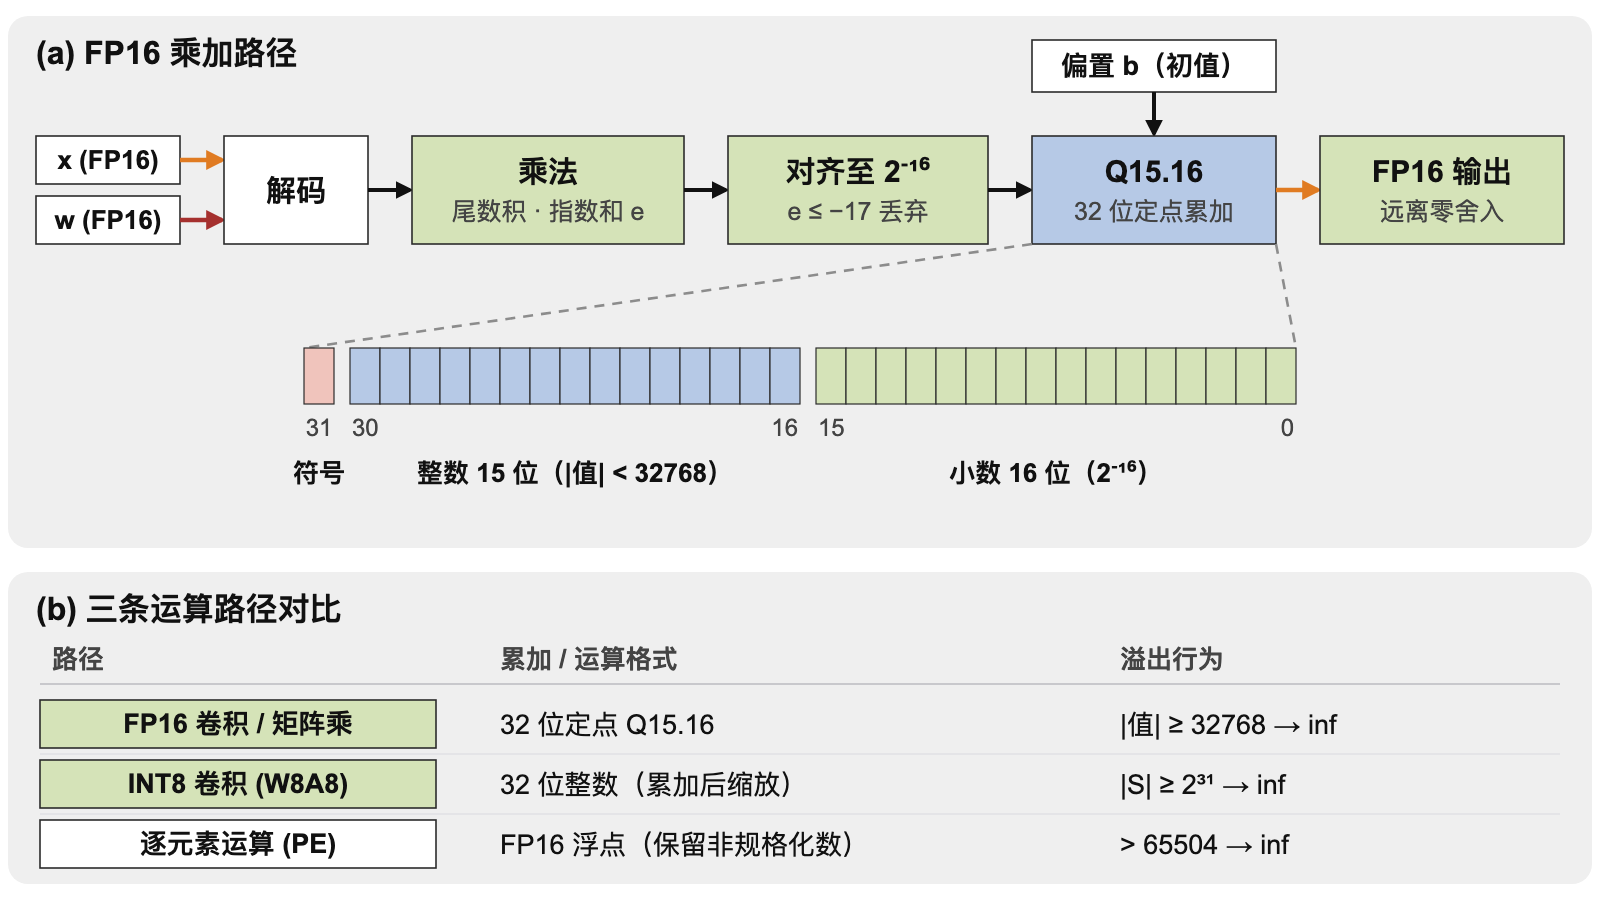 (a) FP16 乘加路径
偏置 b（初值）
x (FP16)
w (FP16)
解码
乘法
尾数积 · 指数和 e
对齐至 2⁻¹⁶
e ≤ −17 丢弃
Q15.16
32 位定点累加
FP16 输出
远离零舍入
31 30 16 15 0
符号 整数 15 位（|值| < 32768） 小数 16 位（2⁻¹⁶）
(b) 三条运算路径对比
路径 累加 / 运算格式 溢出行为
FP16 卷积 / 矩阵乘 32 位定点 Q15.16 |值| ≥ 32768 → inf
INT8 卷积 (W8A8) 32 位整数（累加后缩放） |S| ≥ 2³¹ → inf
逐元素运算 (PE) FP16 浮点（保留非规格化数） > 65504 → inf